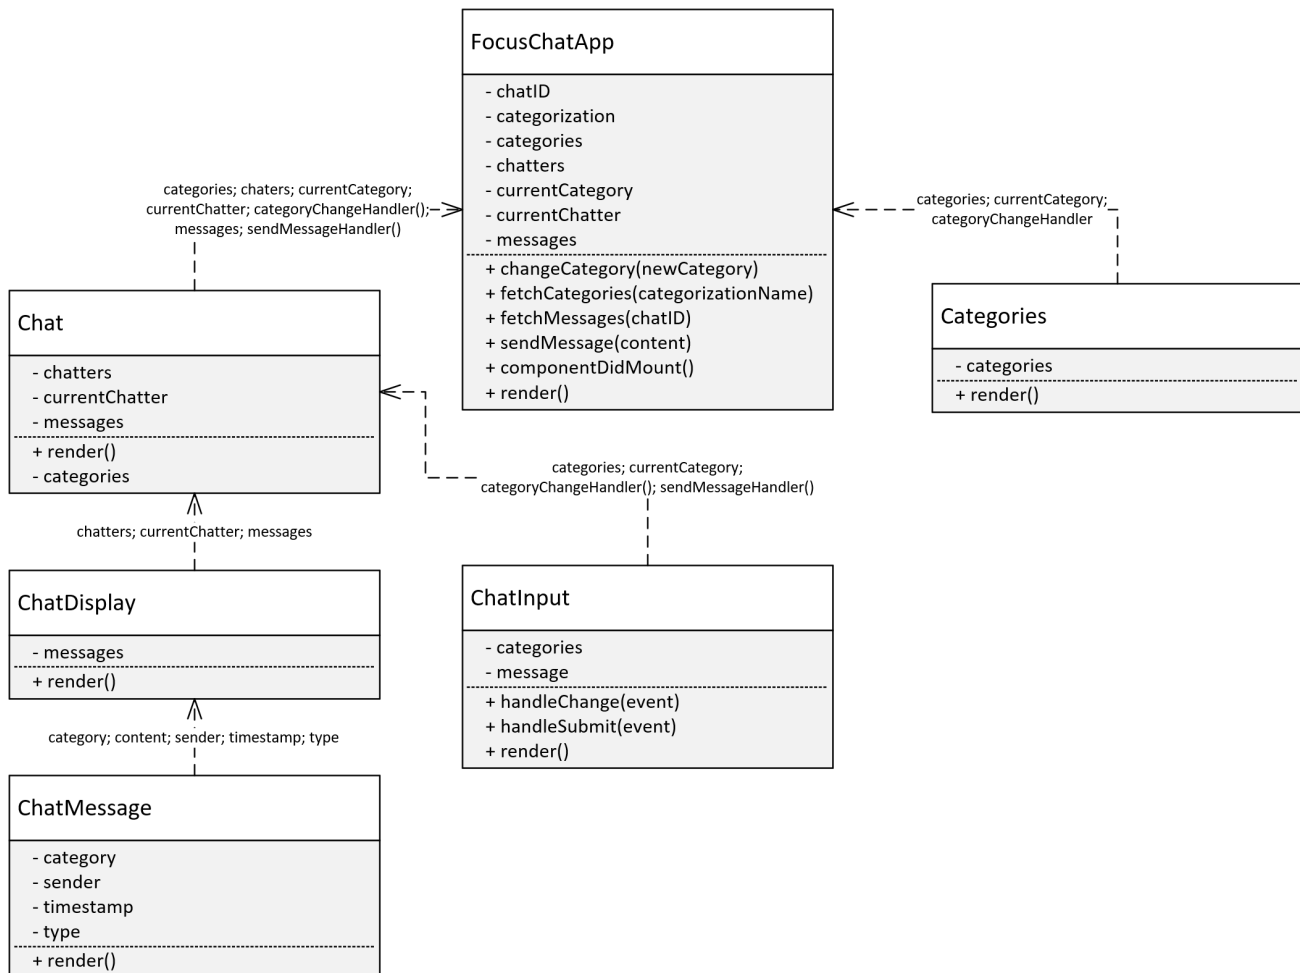 FocusChatApp
- chatID
- categorization
- categories
- chatters
- currentCategory
- currentChatter
- messages
+ changeCategory(newCategory)
+ fetchCategories(categorizationName)
+ fetchMessages(chatID)
+ sendMessage(content)
+ componentDidMount()
+ render()
categories; chaters; currentCategory;
currentChatter; categoryChangeHandler();
messages; sendMessageHandler()
categories; currentCategory;
categoryChangeHandler
Chat
- chatters
- currentChatter
- messages
+ render()
- categories
Categories
- categories
+ render()
categories; currentCategory;
categoryChangeHandler(); sendMessageHandler()
chatters; currentChatter; messages
ChatDisplay
- messages
+ render()
ChatInput
- categories
- message
+ handleChange(event)
+ handleSubmit(event)
+ render()
category; content; sender; timestamp; type
ChatMessage
- category
- sender
- timestamp
- type
+ render()